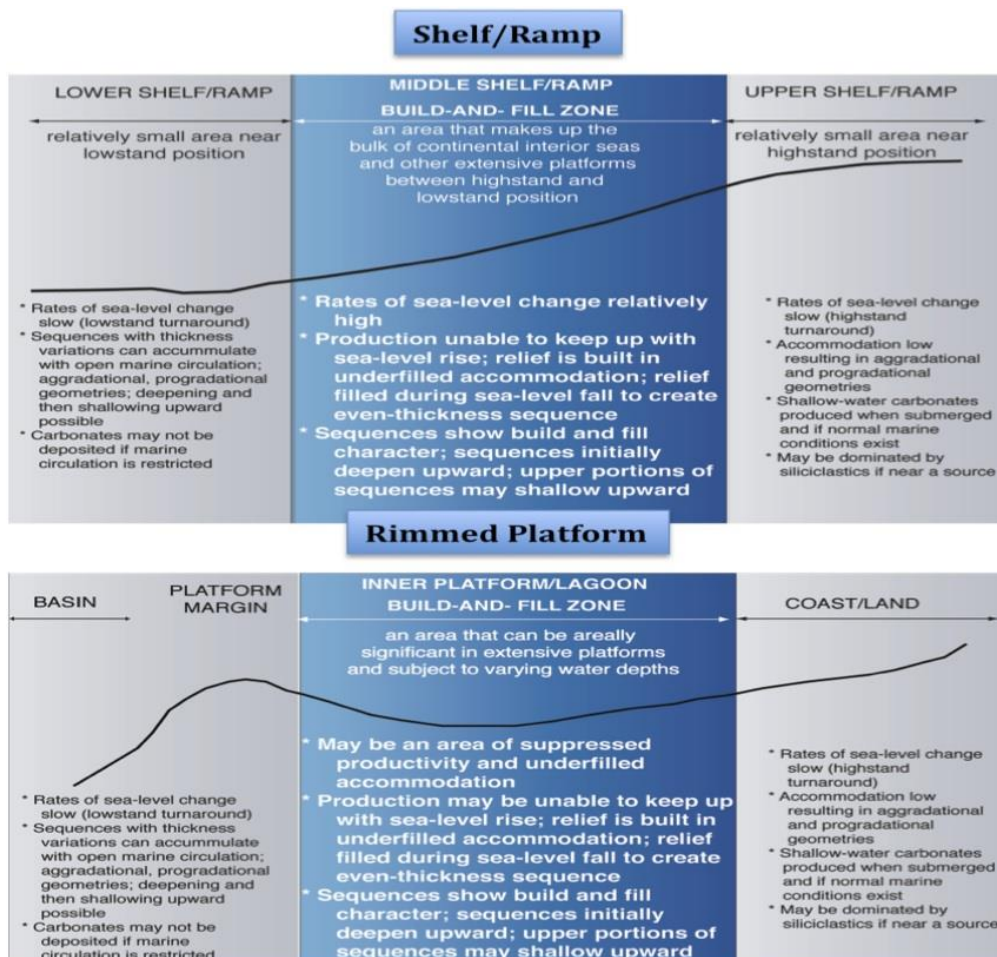 Shelf/Ramp
LOWER SHELF/RAMP
relatively small area near
lowstand position
* Rates of sea-level change
slow (lowstand turnaround)
* Sequences with thickness
variations can accummulate
with open marine circulation;
aggradational, progradational
geometries; deepening and
then shallowing upward
possible
* Carbonates may not be
deposited if marine
circulation is restricted
MIDDLE SHELF/RAMP
BUILD-AND- FILL ZONE
an area that makes up the
bulk of continental interior seas
and other extensive platforms
between highstand and
lowstand position
* Rates of sea-level change relatively
high
* Production unable to keep up with
sea-level rise; relief is built in
underfilled accommodation; relief
filled during sea-level fall to create
even-thickness sequence
* Sequences show build and fill
character; sequences initially
deepen upward; upper portions of
sequences may shallow upward
UPPER SHELF/RAMP
relatively small area near
highstand position
* Rates of sea-level change
slow (highstand
turnaround)
* Accommodation low
resulting in aggradational
and progradational
geometries
* Shallow-water carbonates
produced when submerged
and if normal marine
conditions exist
* May be dominated by
siliciclastics if near a source
Rimmed Platform
BASIN
PLATFORM
MARGIN
* Rates of sea-level change
slow (lowstand turnaround)
* Sequences with thickness
variations can accumulate
with open marine circulation;
aggradational, progradational
geometries; deepening and
then shallowing upward
possible
* Carbonates may not be
deposited if marine
circulation is restricted
INNER PLATFORM/LAGOON
BUILD-AND- FILL ZONE
an area that can be areally
significant in extensive platforms
and subject to varying water depths
* May be an area of suppressed
productivity and underfilled
accommodation
* Production may be unable to keep up
with sea-level rise; relief is built in
underfilled accommodation; relief
filled during sea-level fall to create
even-thickness sequence
* Sequences show build and fill
character; sequences initially
deepen upward; upper portions of
sequences may shallow upward
COAST/LAND
* Rates of sea-level change
slow (highstand
turnaround)
* Accommodation low
resulting in aggradational
and progradational
geometries
* Shallow-water carbonates
produced when submerged
and if normal marine
conditions exist
* May be dominated by
siliciclastics if near a source